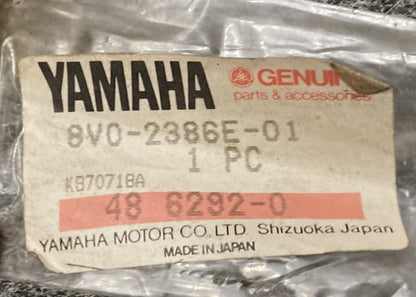 YAMAHA GENUINE
parts & accessories
8V0-2386E-01
1 PC
KB70718A
48 6292-0
YAMAHA MOTOR CO.LTD. Shizuoka Japan
MADE IN JAPAN